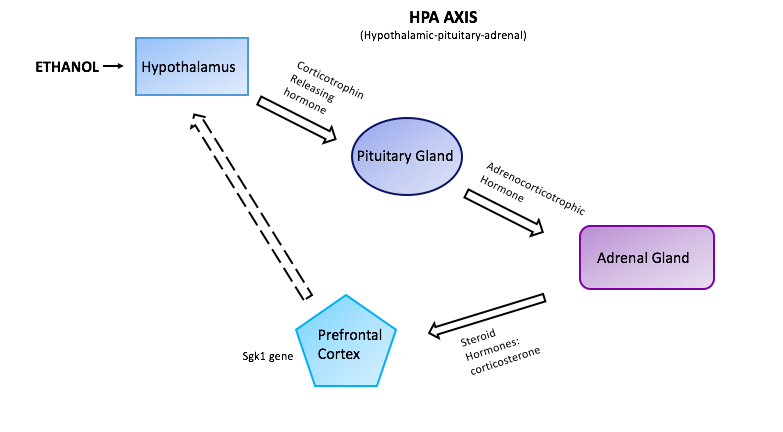 HPA AXIS
(Hypothalamic-pituitary-adrenal)
ETHANOL
Hypothalamus
Corticotrophin
Releasing
hormone
Pituitary Gland
Adrenocorticotrophic
Hormone
Adrenal Gland
Steroid
Hormones:
corticosterone
Prefrontal
Cortex
Sgk1 gene